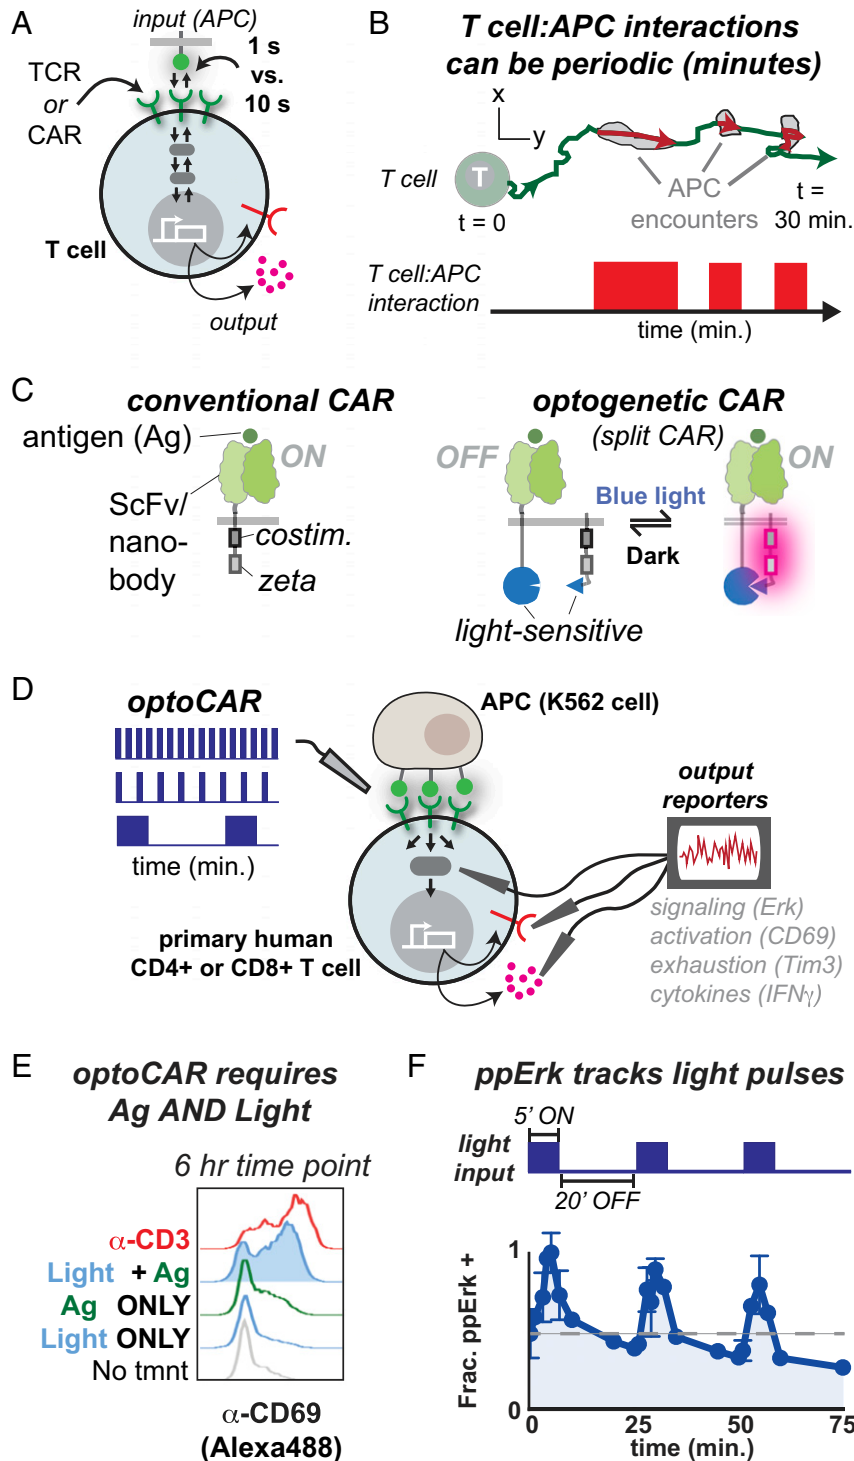 A
input (APC)
1 s
vs.
10 s
TCR
or
CAR
T cell
output
B
T cell:APC interactions
can be periodic (minutes)
x
y
T cell
T
t = 0
APC
encounters
t =
30 min.
T cell:APC
interaction
time (min.)
C
conventional CAR
antigen (Ag)
ON
ScFv/
nano-
body
costim.
zeta
optogenetic CAR
(split CAR)
OFF
ON
Blue light
Dark
light-sensitive
D
optoCAR
time (min.)
APC (K562 cell)
output
reporters
primary human
CD4+ or CD8+ T cell
signaling (Erk)
activation (CD69)
exhaustion (Tim3)
cytokines (IFNγ)
E
optoCAR requires
Ag AND Light
6 hr time point
α-CD3
Light + Ag
Ag ONLY
Light ONLY
No tmnt
α-CD69
(Alexa488)
F
ppErk tracks light pulses
5’ ON
light
input
20’ OFF
Frac. ppErk +
1
0
0 25 50 75
time (min.)